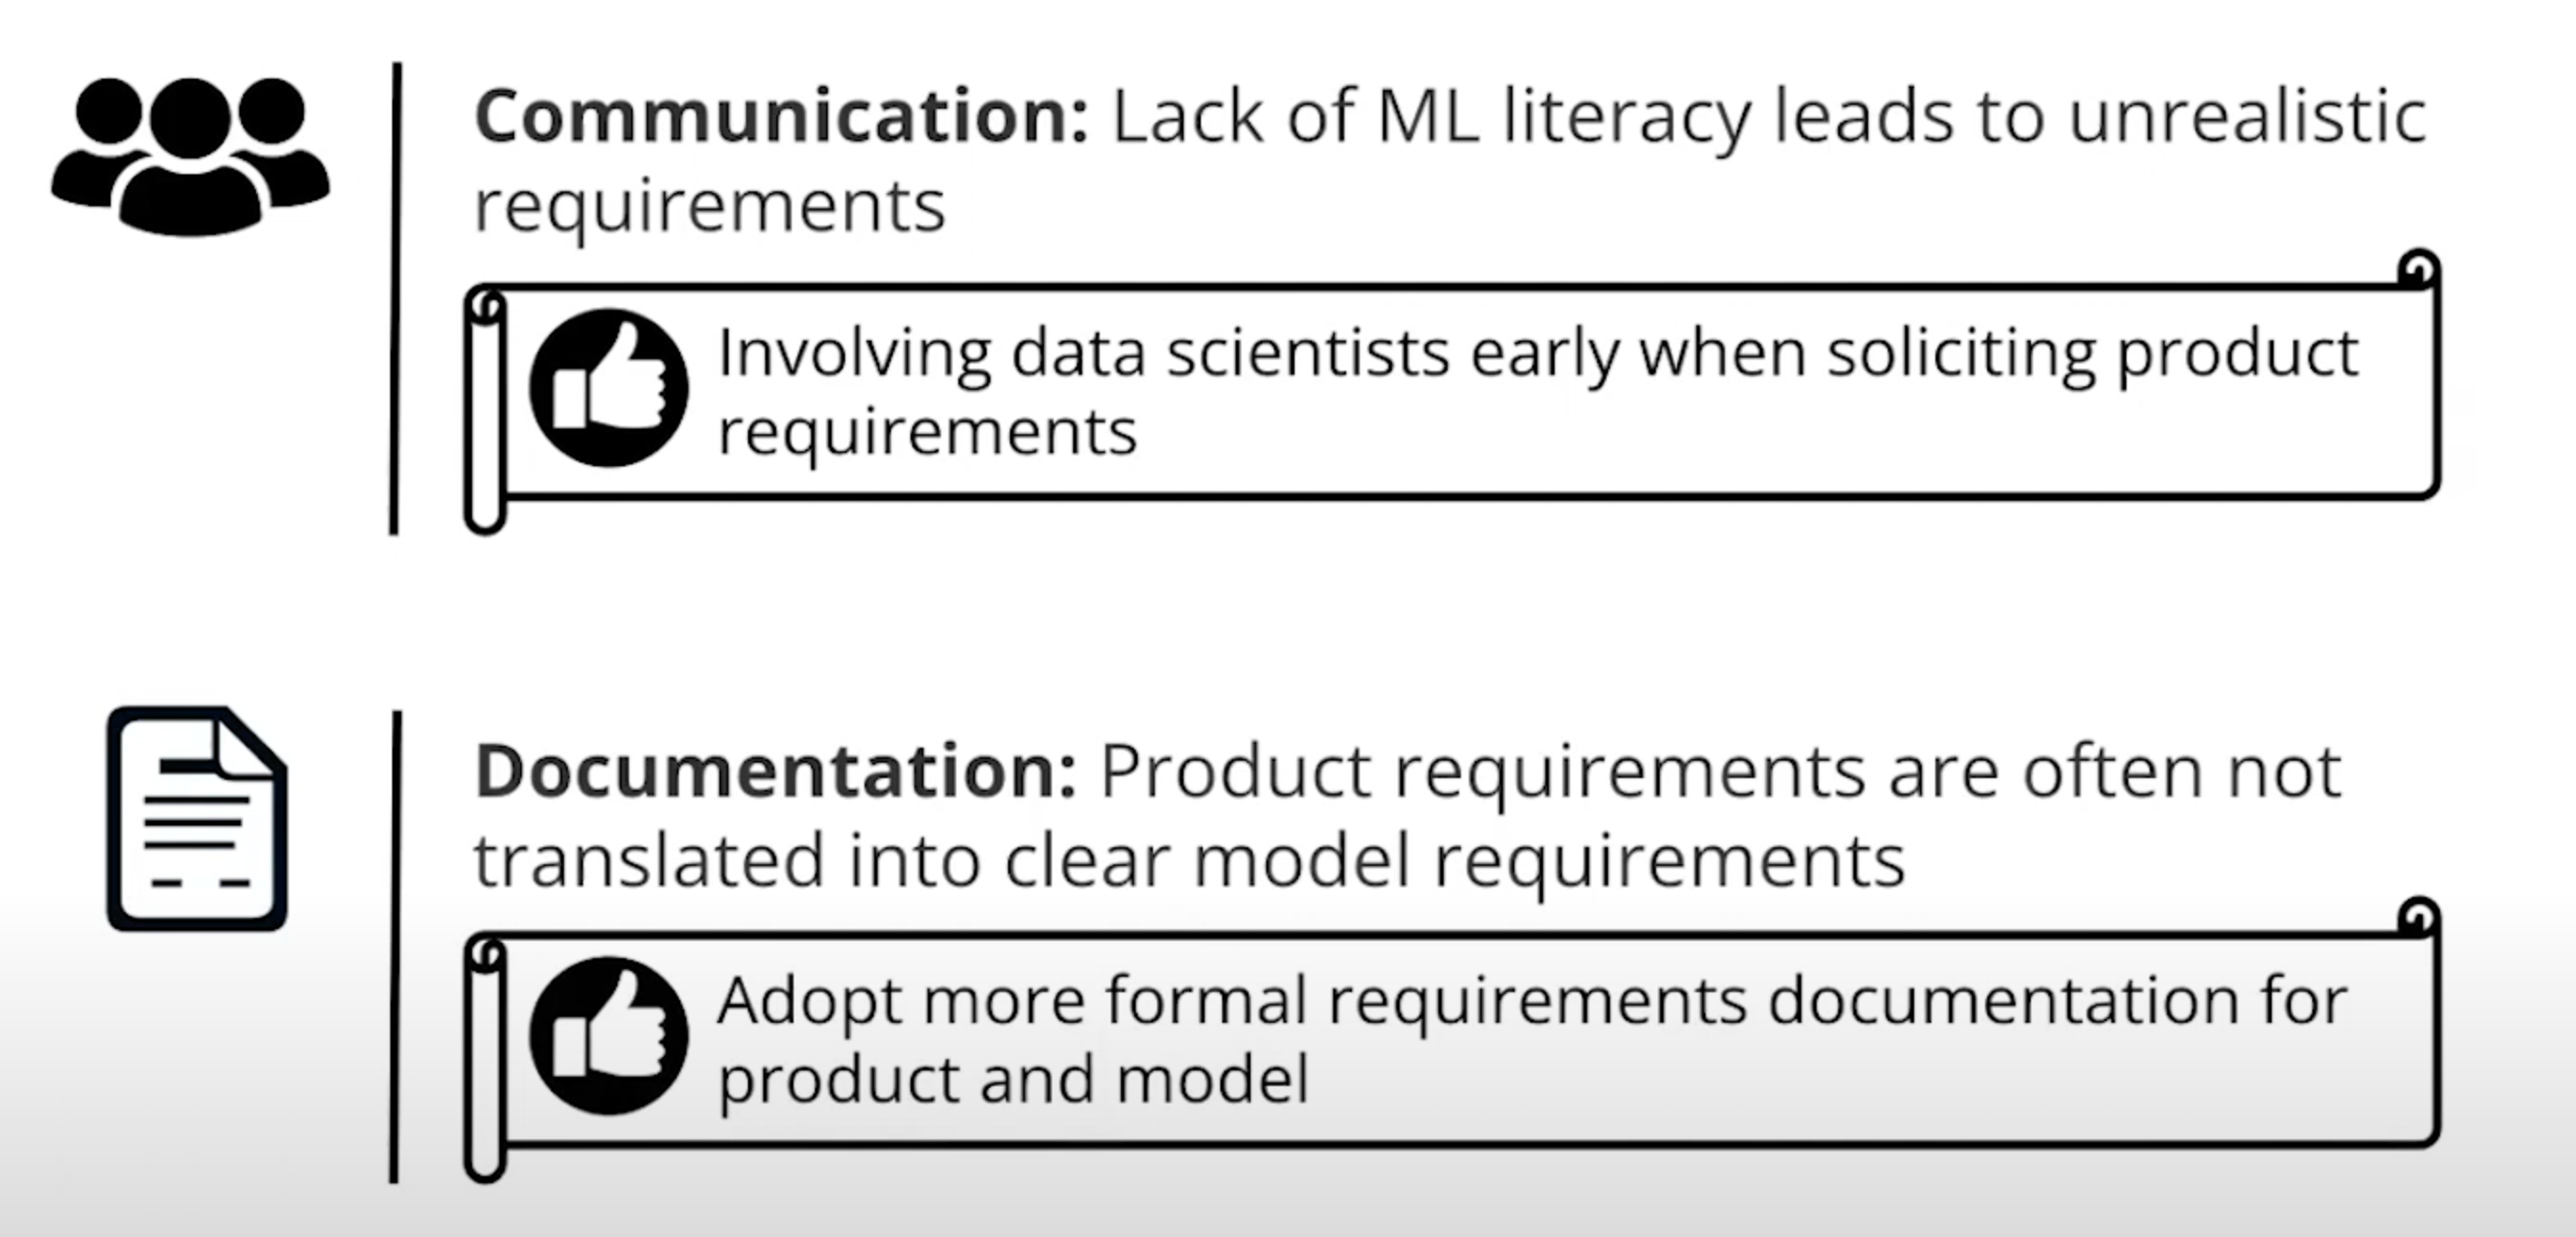 Communication: Lack of ML literacy leads to unrealistic
requirements
Involving data scientists early when soliciting product
requirements
Documentation: Product requirements are often not
translated into clear model requirements
Adopt more formal requirements documentation for
product and model